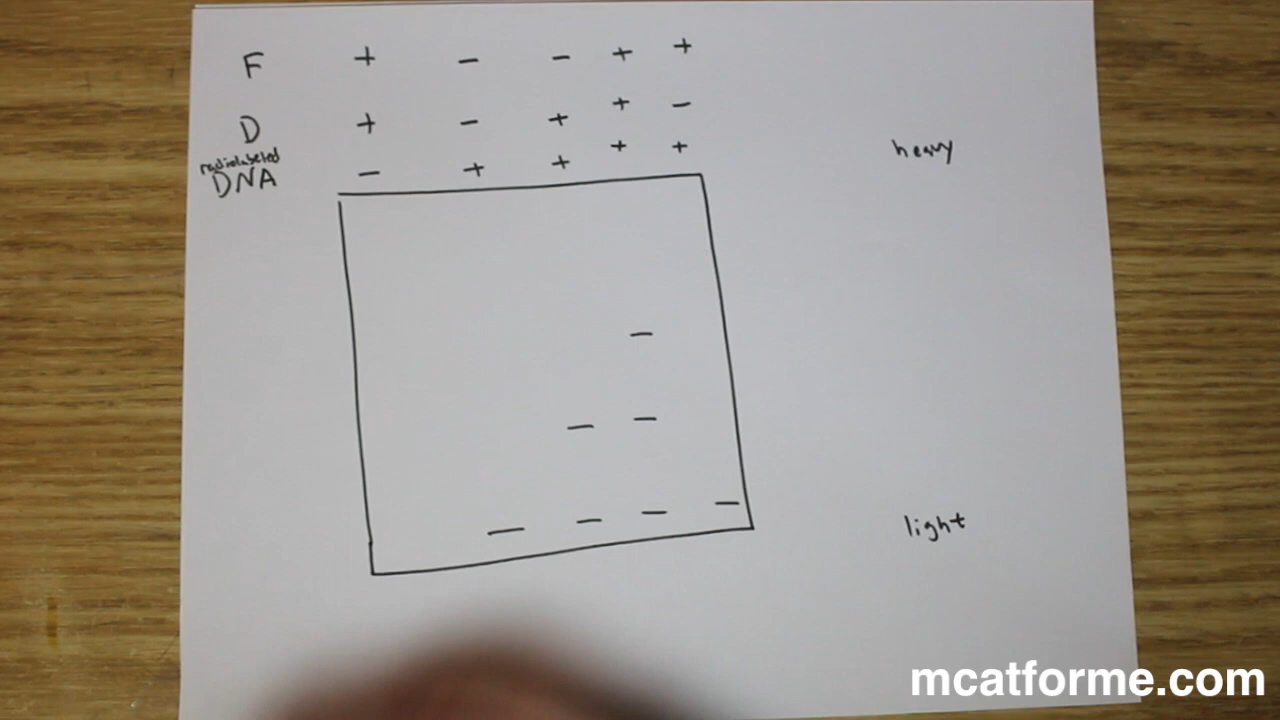 F + - - + +
D + - + + -
radiolabeled
DNA - + + + +
heavy
light
mcatforme.com